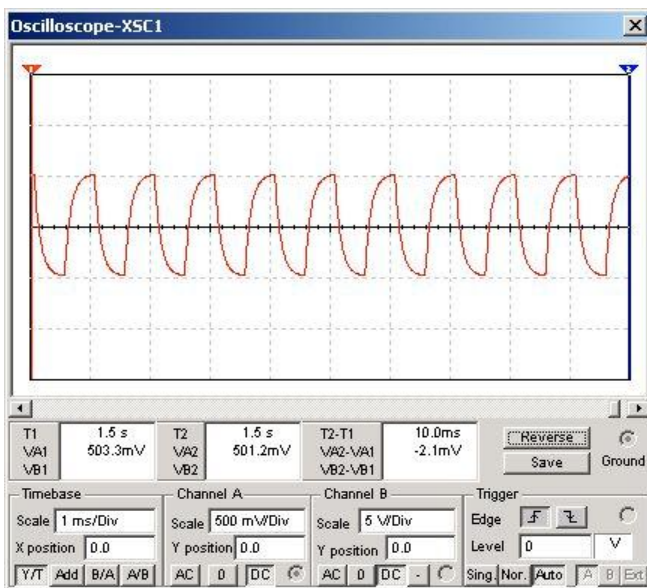 Oscilloscope-XSC1
1
2
T1 1.5 s T2 1.5 s T2-T1 10.0ms
VA1 503.3mV VA2 501.2mV VA2-VA1 -2.1mV
VB1 VB2 VB2-VB1
Reverse
Save
Ground
Timebase Channel A Channel B Trigger
Scale 1 ms/Div Scale 500 mV/Div Scale 5 V/Div Edge
X position 0.0 Y position 0.0 Y position 0.0 Level 0 V
Y/T Add B/A A/B AC 0 DC AC 0 DC - Sing. Nor. Auto A B Ext